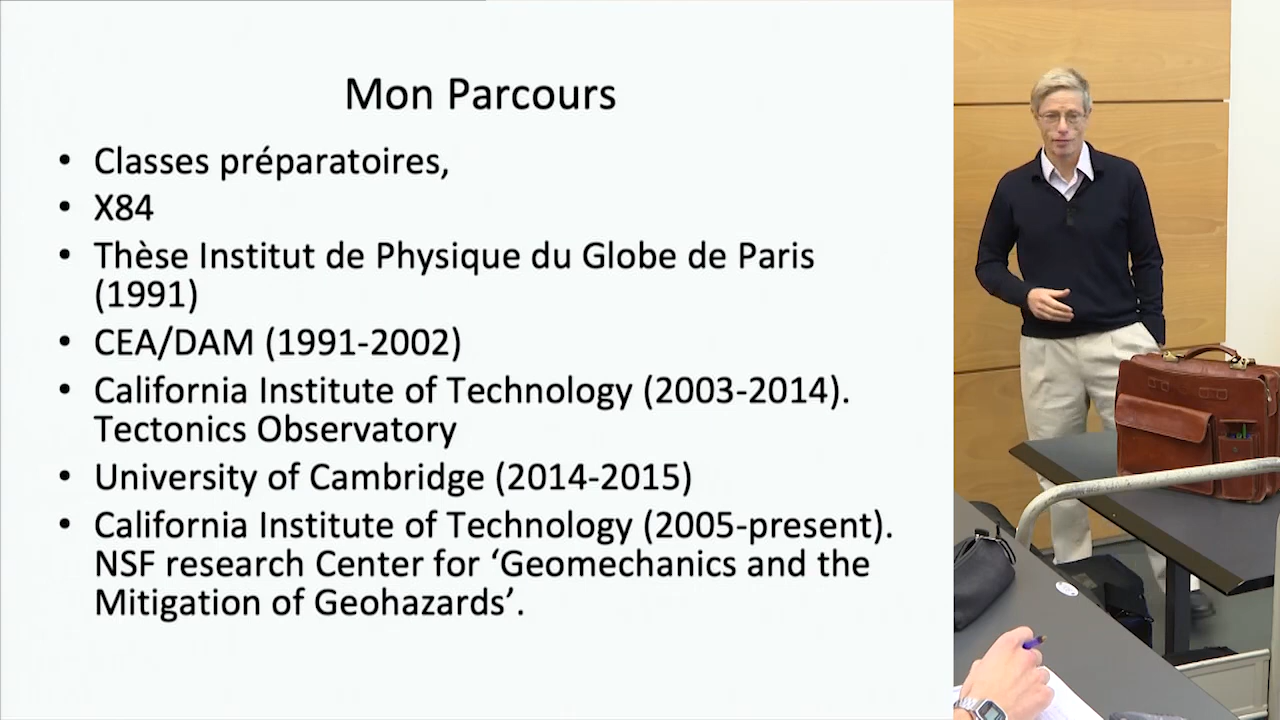 Mon Parcours
• Classes préparatoires,
• X84
• Thèse Institut de Physique du Globe de Paris
(1991)
• CEA/DAM (1991-2002)
• California Institute of Technology (2003-2014).
Tectonics Observatory
• University of Cambridge (2014-2015)
• California Institute of Technology (2005-present).
NSF research Center for ‘Geomechanics and the
Mitigation of Geohazards’.